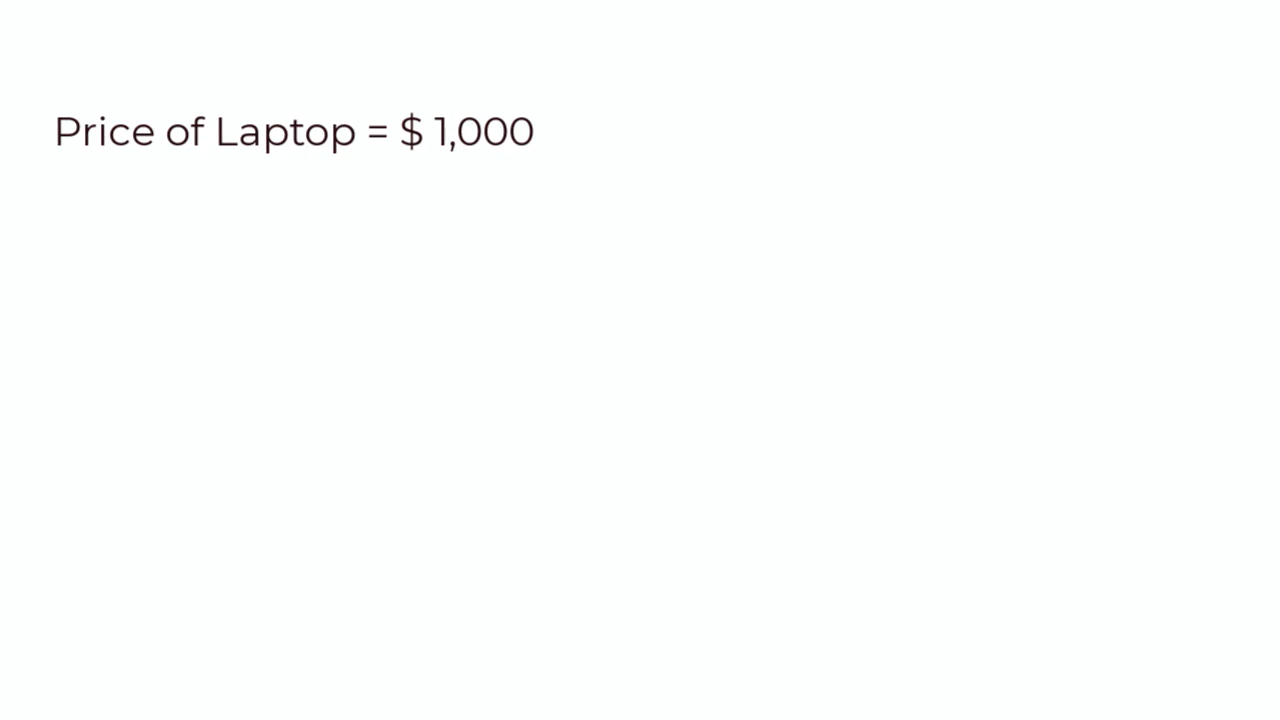 Price of Laptop = $ 1,000